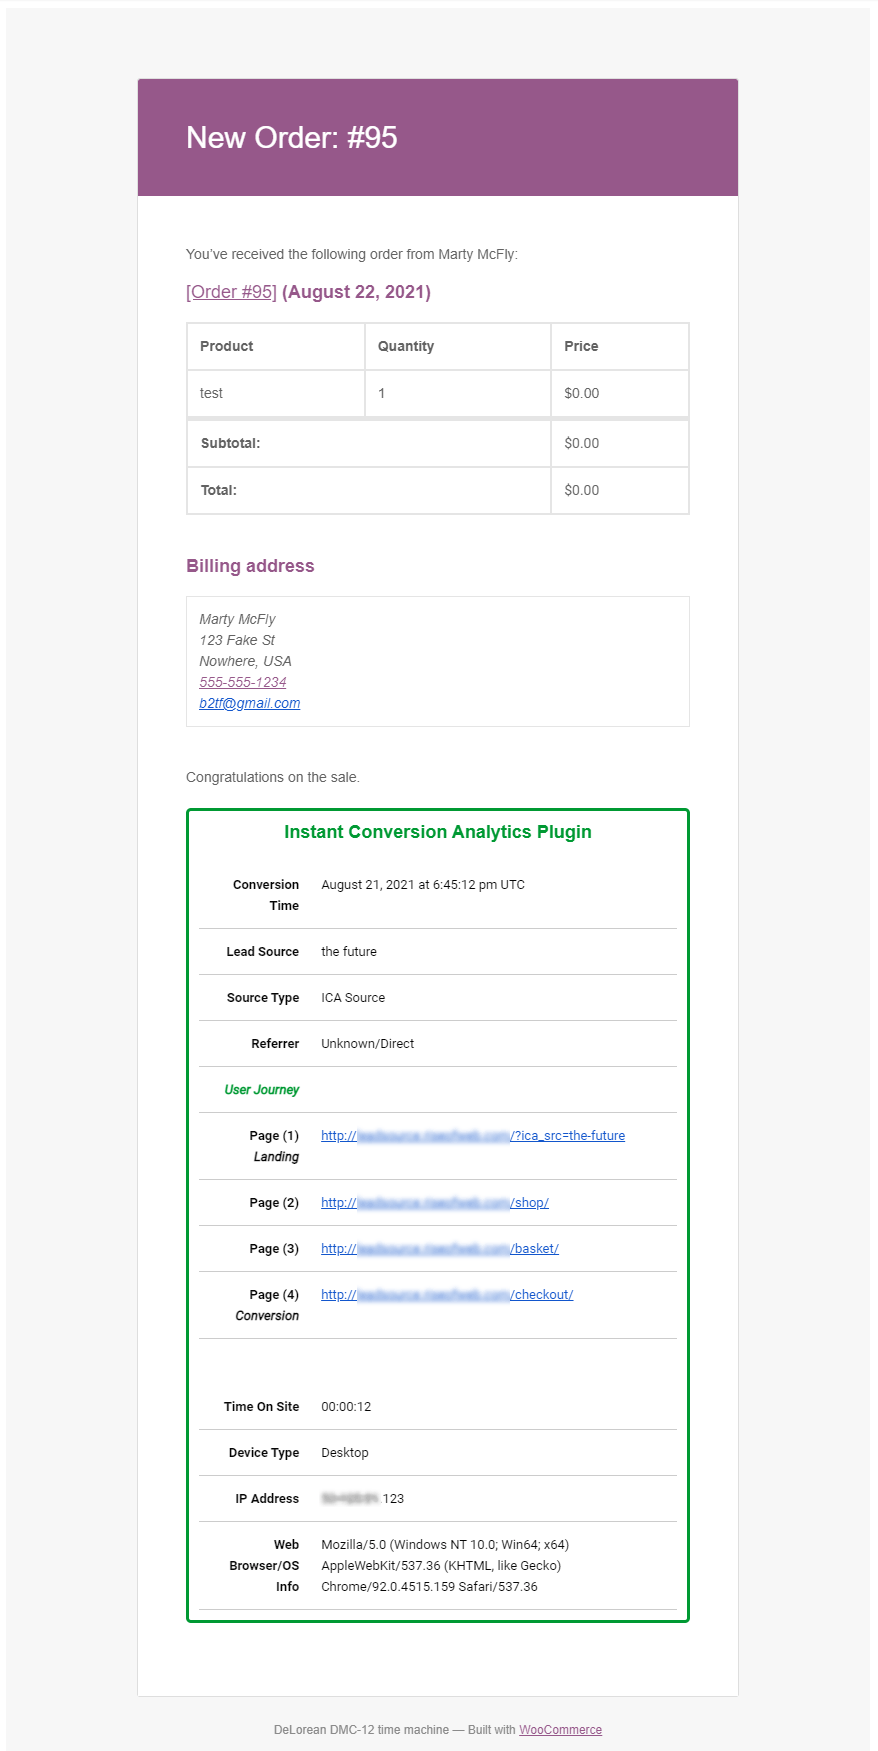 New Order: #95
You've received the following order from Marty McFly:
[Order #95] (August 22, 2021)
Product Quantity Price
test 1 $0.00
Subtotal: $0.00
Total: $0.00
Billing address
Marty McFly
123 Fake St
Nowhere, USA
555-555-1234
b2tf@gmail.com
Congratulations on the sale.
Instant Conversion Analytics Plugin
Conversion August 21, 2021 at 6:45:12 pm UTC
Time
Lead Source the future
Source Type ICA Source
Referrer Unknown/Direct
User Journey
Page (1) http:// /?ica_src=the-future
Landing
Page (2) http:// /shop/
Page (3) http:// /basket/
Page (4) http:// /checkout/
Conversion
Time On Site 00:00:12
Device Type Desktop
IP Address .123
Web Mozilla/5.0 (Windows NT 10.0; Win64; x64)
Browser/OS AppleWebKit/537.36 (KHTML, like Gecko)
Info Chrome/92.0.4515.159 Safari/537.36
DeLorean DMC-12 time machine — Built with WooCommerce